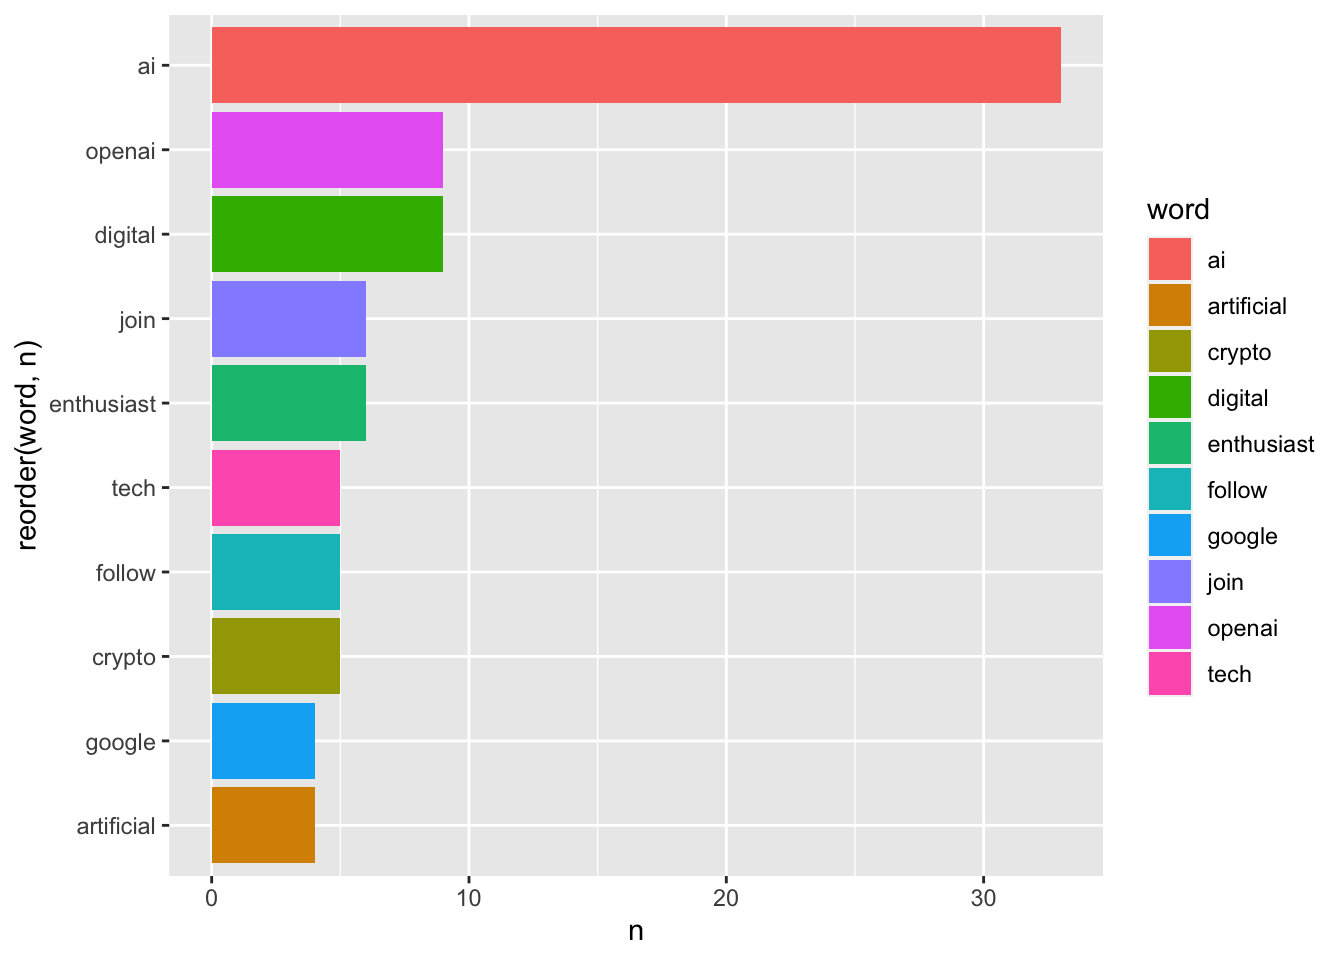 ai
openai
digital
join
enthusiast
tech
follow
crypto
google
artificial
reorder(word, n)
0 10 20 30
n
word
ai
artificial
crypto
digital
enthusiast
follow
google
join
openai
tech